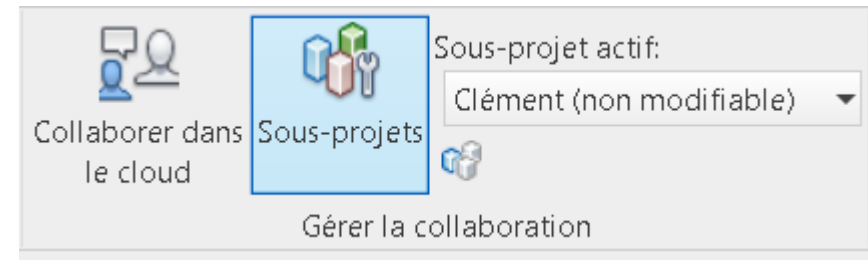 Sous-projet actif:
Clément (non modifiable)
Collaborer dans
le cloud
Sous-projets
Gérer la collaboration